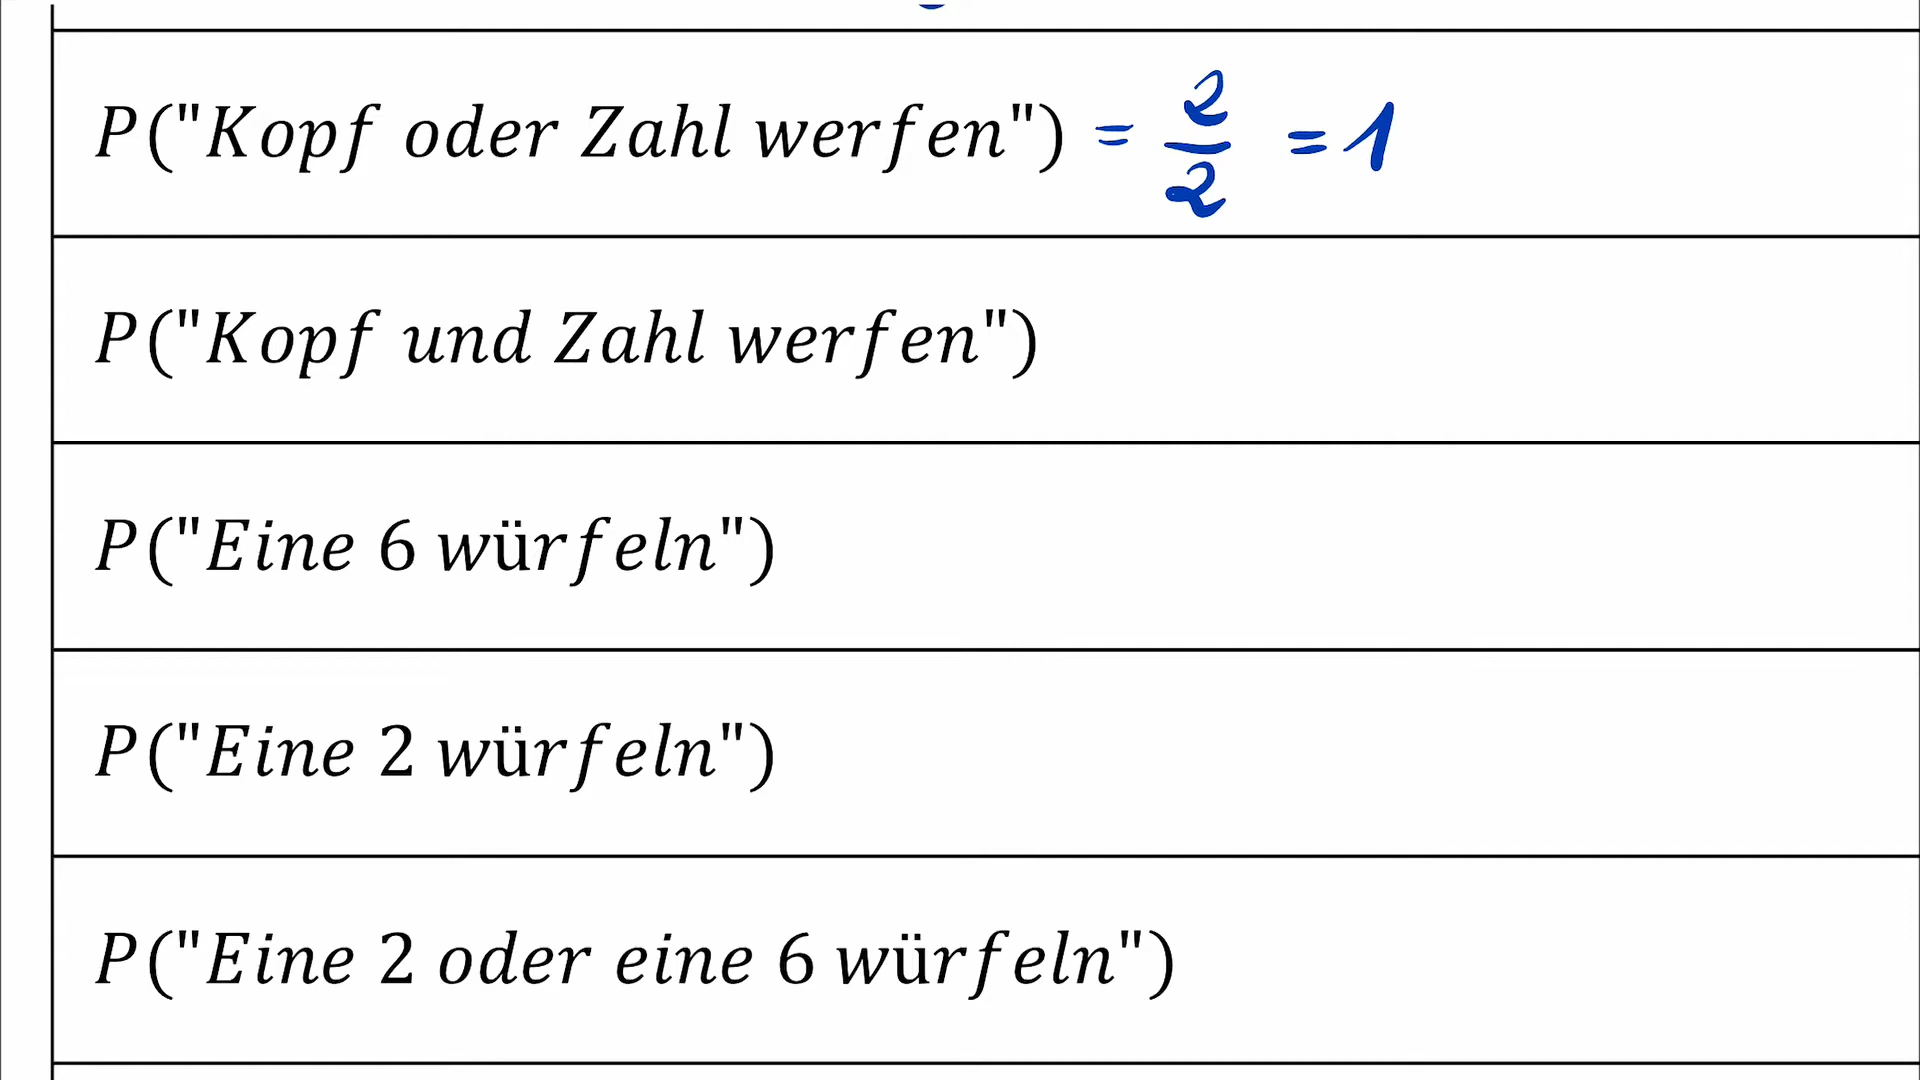 P("Kopf oder Zahl werfen") = 2/2 = 1
P("Kopf und Zahl werfen")
P("Eine 6 würfeln")
P("Eine 2 würfeln")
P("Eine 2 oder eine 6 würfeln")